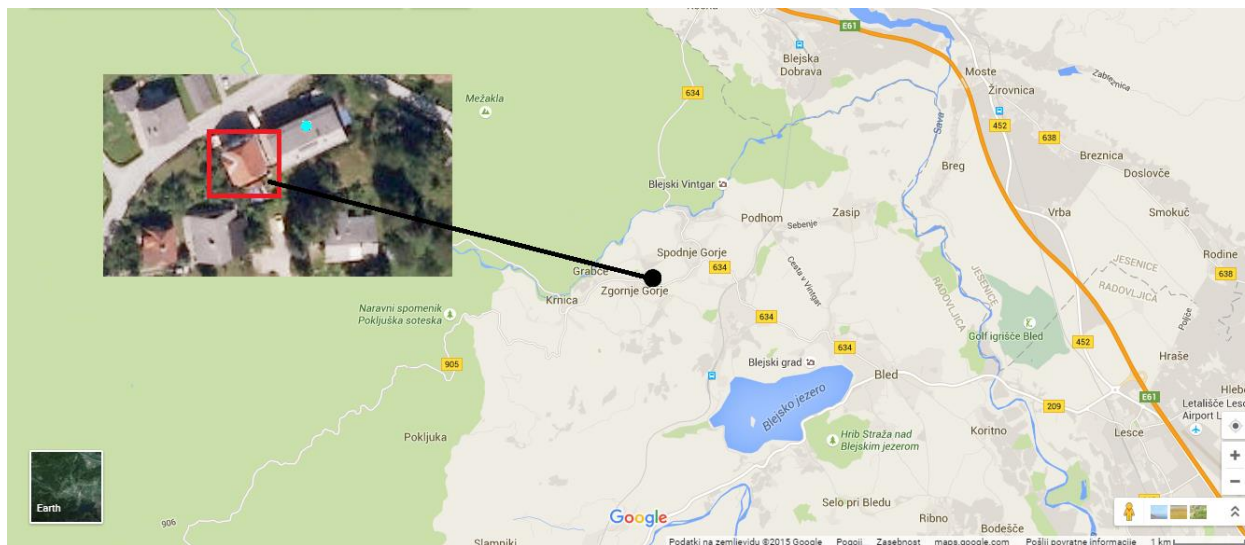 E61
Blejska
Dobrava
Moste
Žirovnica
Mežakla
634
Sava
452
638
Breg
Breznica
Doslovče
Blejski Vintgar
Podhom
Zasip
Sebenje
Vrba
Smokuč
Spodnje Gorje
634
Cesta v Vintgar
JESENICE
RADOVLJICA
JESENICE
RADOVLJICA
Rodine
638
Grabče
Zgornje Gorje
Krnica
Naravni spomenik
Pokljuška soteska
634
Poljče
Golf igrišče Bled
452
634
Hraše
905
Blejski grad
Bled
Blejsko jezero
209
E61
Hlebc
Letališče Lesc
Airport L
Pokljuka
Hrib Straža nad
Blejskim jezerom
Koritno
Lesce
Earth
Selo pri Bledu
906
Google
Ribno
Bodešče
Slamniki
Podatki na zemljevidu ©2015 Google Pogoji Zasebnost maps.google.com Pošlji povratne informacije 1 km